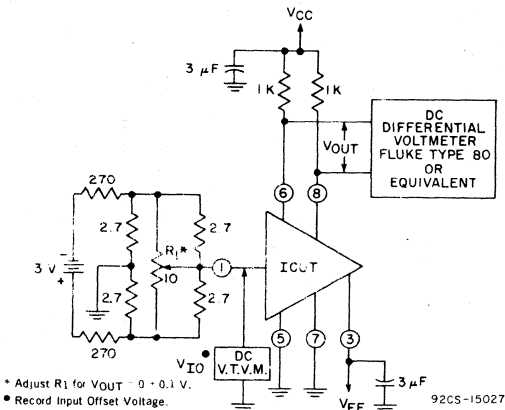 VCC
3 µF
1K
1K
DC
DIFFERENTIAL
VOLTMETER
FLUKE TYPE 80
OR
EQUIVALENT
VOUT
6
8
270
2.7
R1*
2.7
3 V
-
+
10
1
ICUT
2.7
2.7
270
VIO
DC
V.T.V.M.
5
7
3
3 µF
VEE
* Adjust R1 for VOUT = 0 ± 0.1 V.
● Record Input Offset Voltage.
92CS-15027